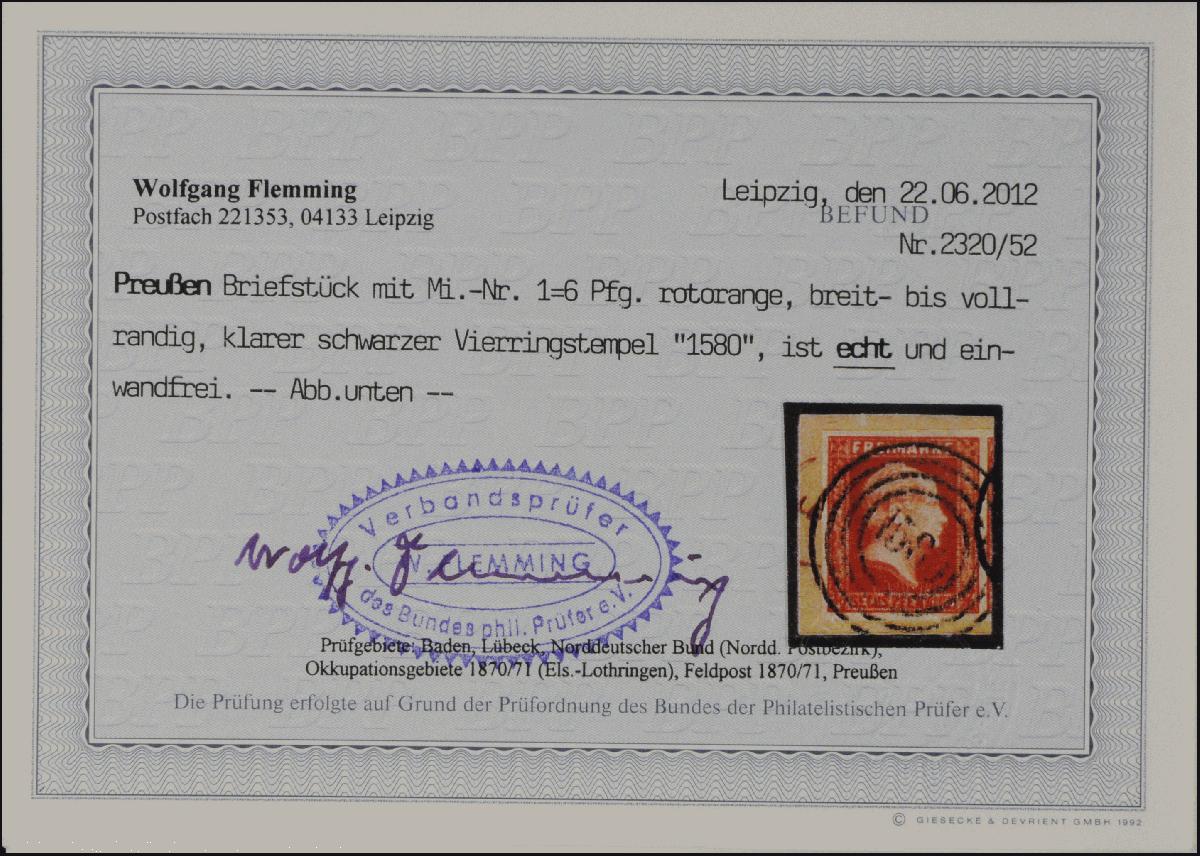 Wolfgang Flemming
Postfach 221353, 04133 Leipzig
Leipzig, den 22.06.2012
BEFUND
Nr.2320/52
Preußen Briefstück mit Mi.-Nr. 1=6 Pfg. rotorange, breit- bis voll-
randig, klarer schwarzer Vierringstempel "1580", ist echt und ein-
wandfrei. -- Abb.unten --
FREIMARKE
Verbandsprüfer
W. FLEMMING
des Bundes phil. Prüfer e.V.
Wolfg. Flemming
Prüfgebiete: Baden, Lübeck, Norddeutscher Bund (Nordd. Postbezirk),
Okkupationsgebiete 1870/71 (Els.-Lothringen), Feldpost 1870/71, Preußen
Die Prüfung erfolgte auf Grund der Prüfordnung des Bundes der Philatelistischen Prüfer e.V.
© GIESECKE & DEVRIENT GMBH 1992